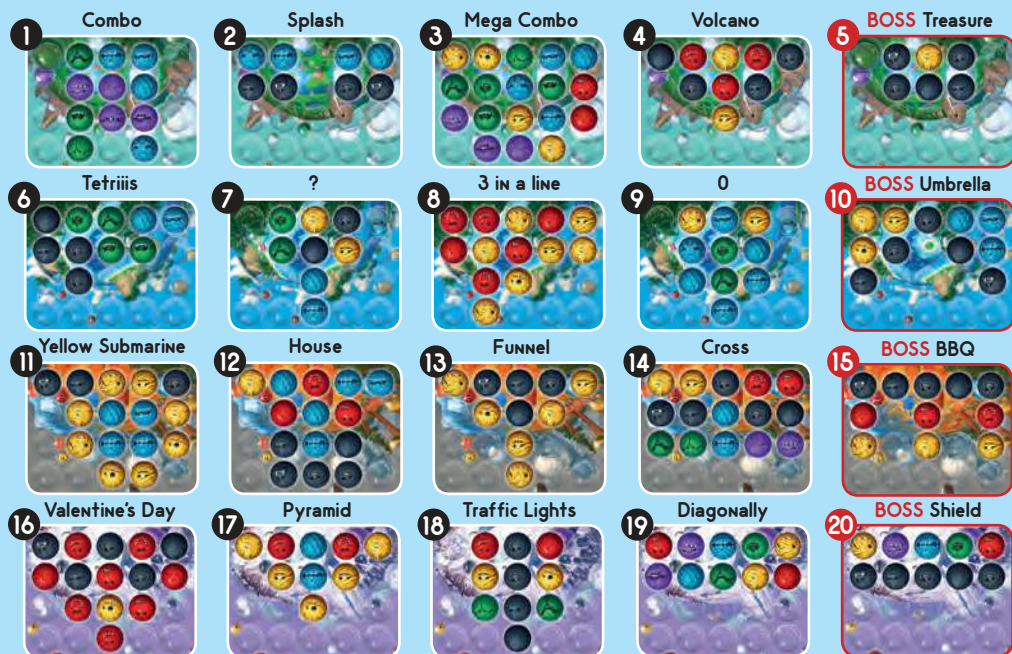 1 Combo
2 Splash
3 Mega Combo
4 Volcano
5 BOSS Treasure
6 Tetriiis
7 ?
8 3 in a line
9 0
10 BOSS Umbrella
11 Yellow Submarine
12 House
13 Funnel
14 Cross
15 BOSS BBQ
16 Valentine's Day
17 Pyramid
18 Traffic Lights
19 Diagonally
20 BOSS Shield